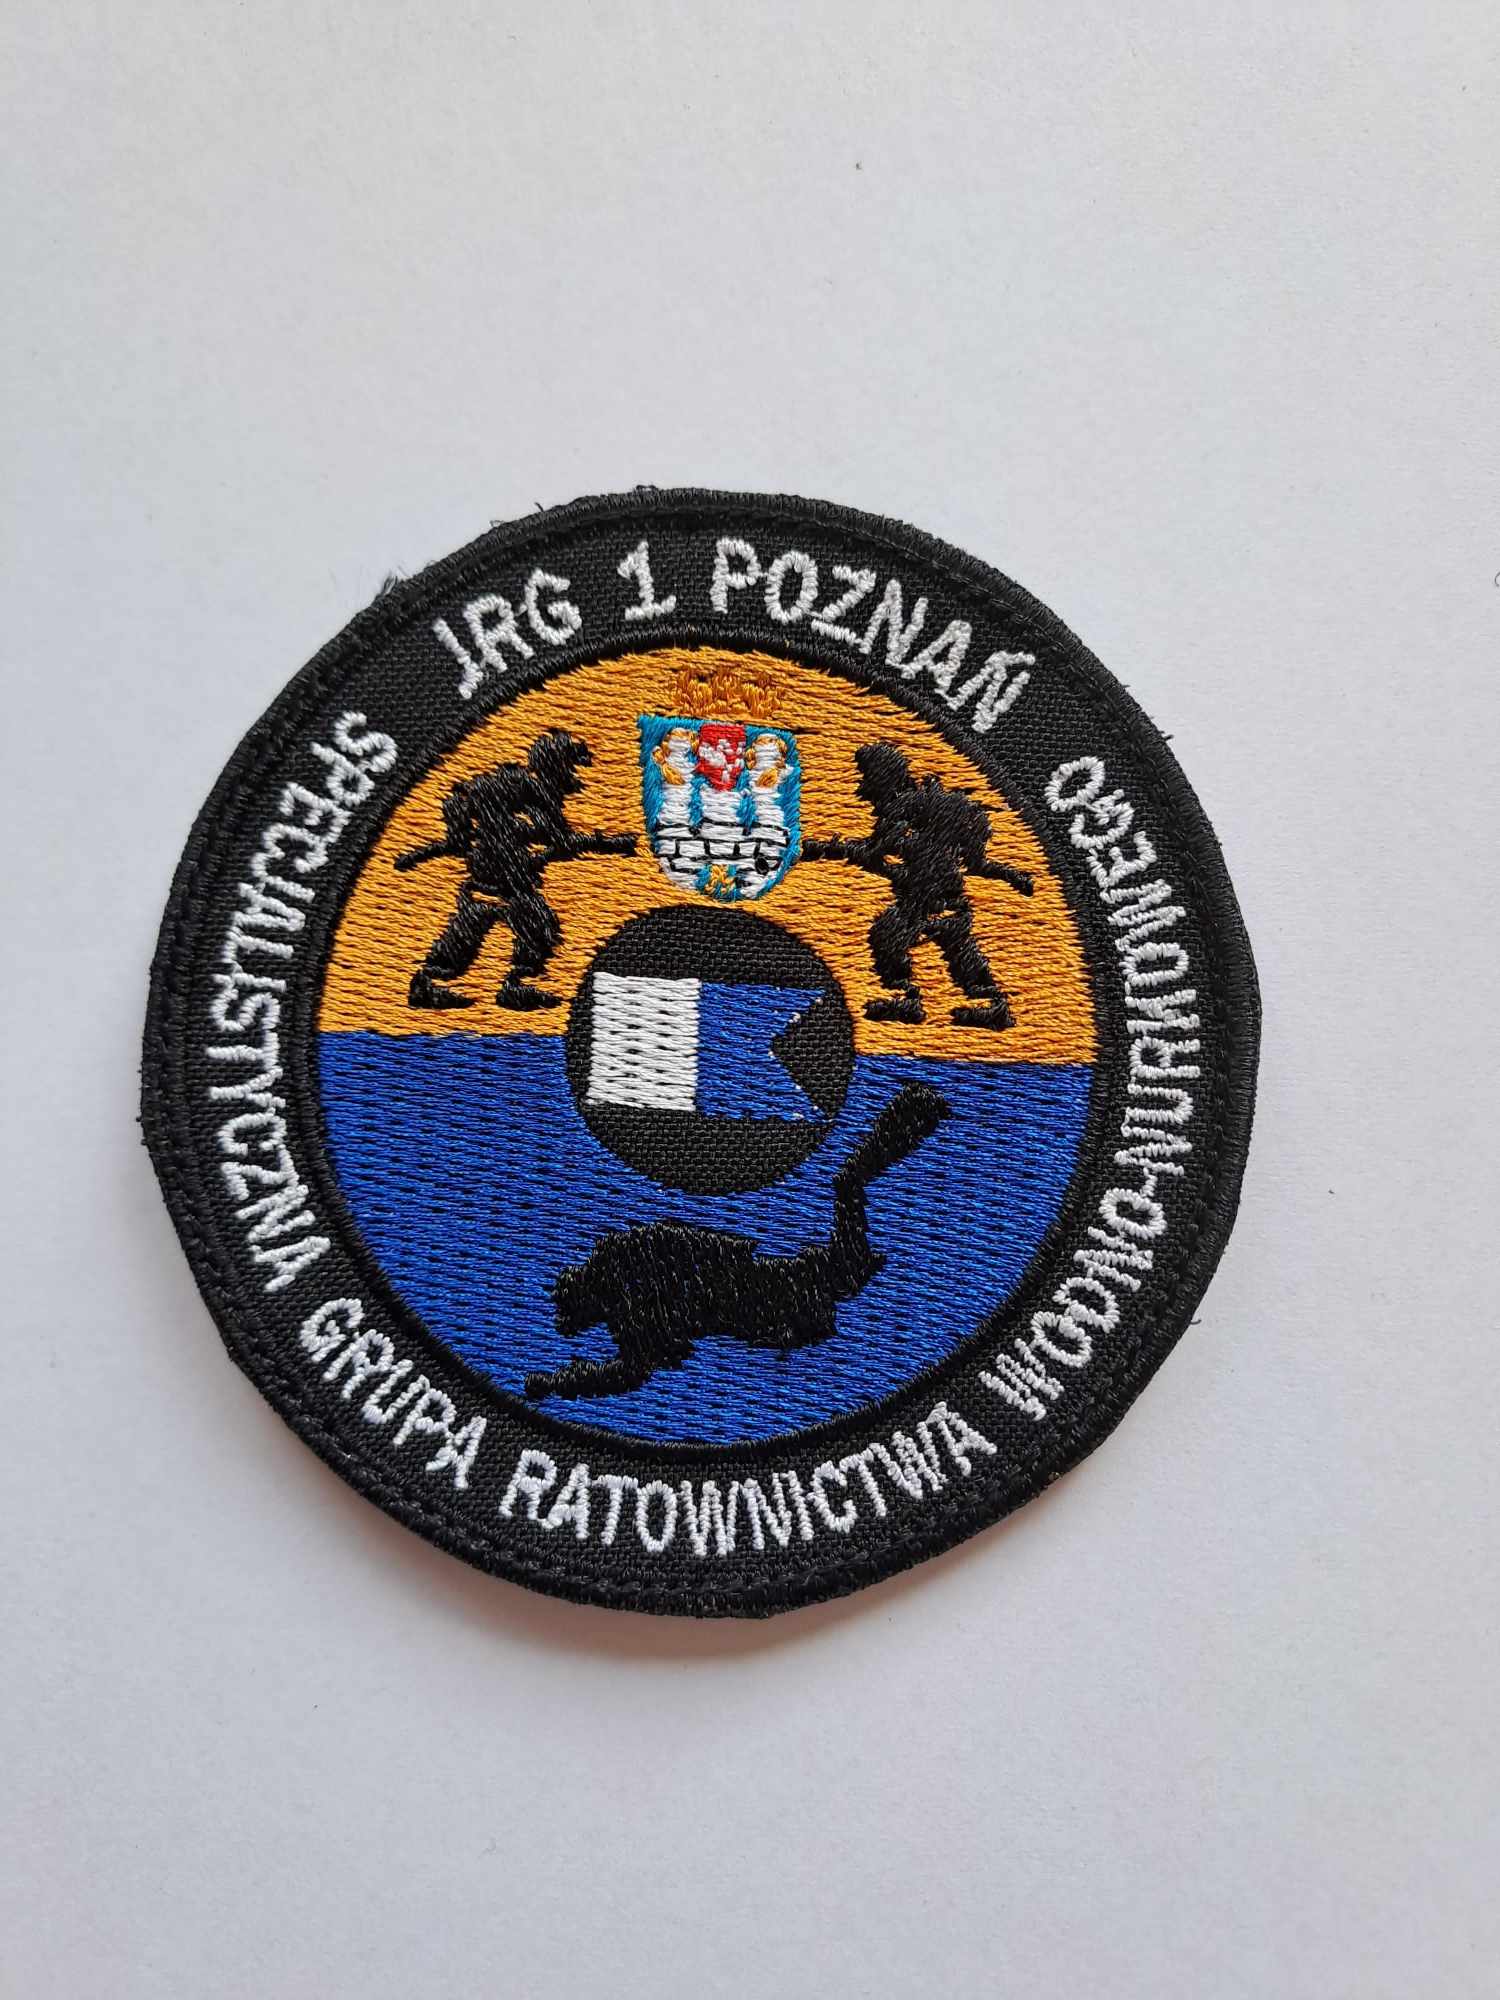 JRG 1 POZNAŃ
SPECJALISTYCZNA GRUPA RATOWNICTWA WODNO-NURKOWEGO